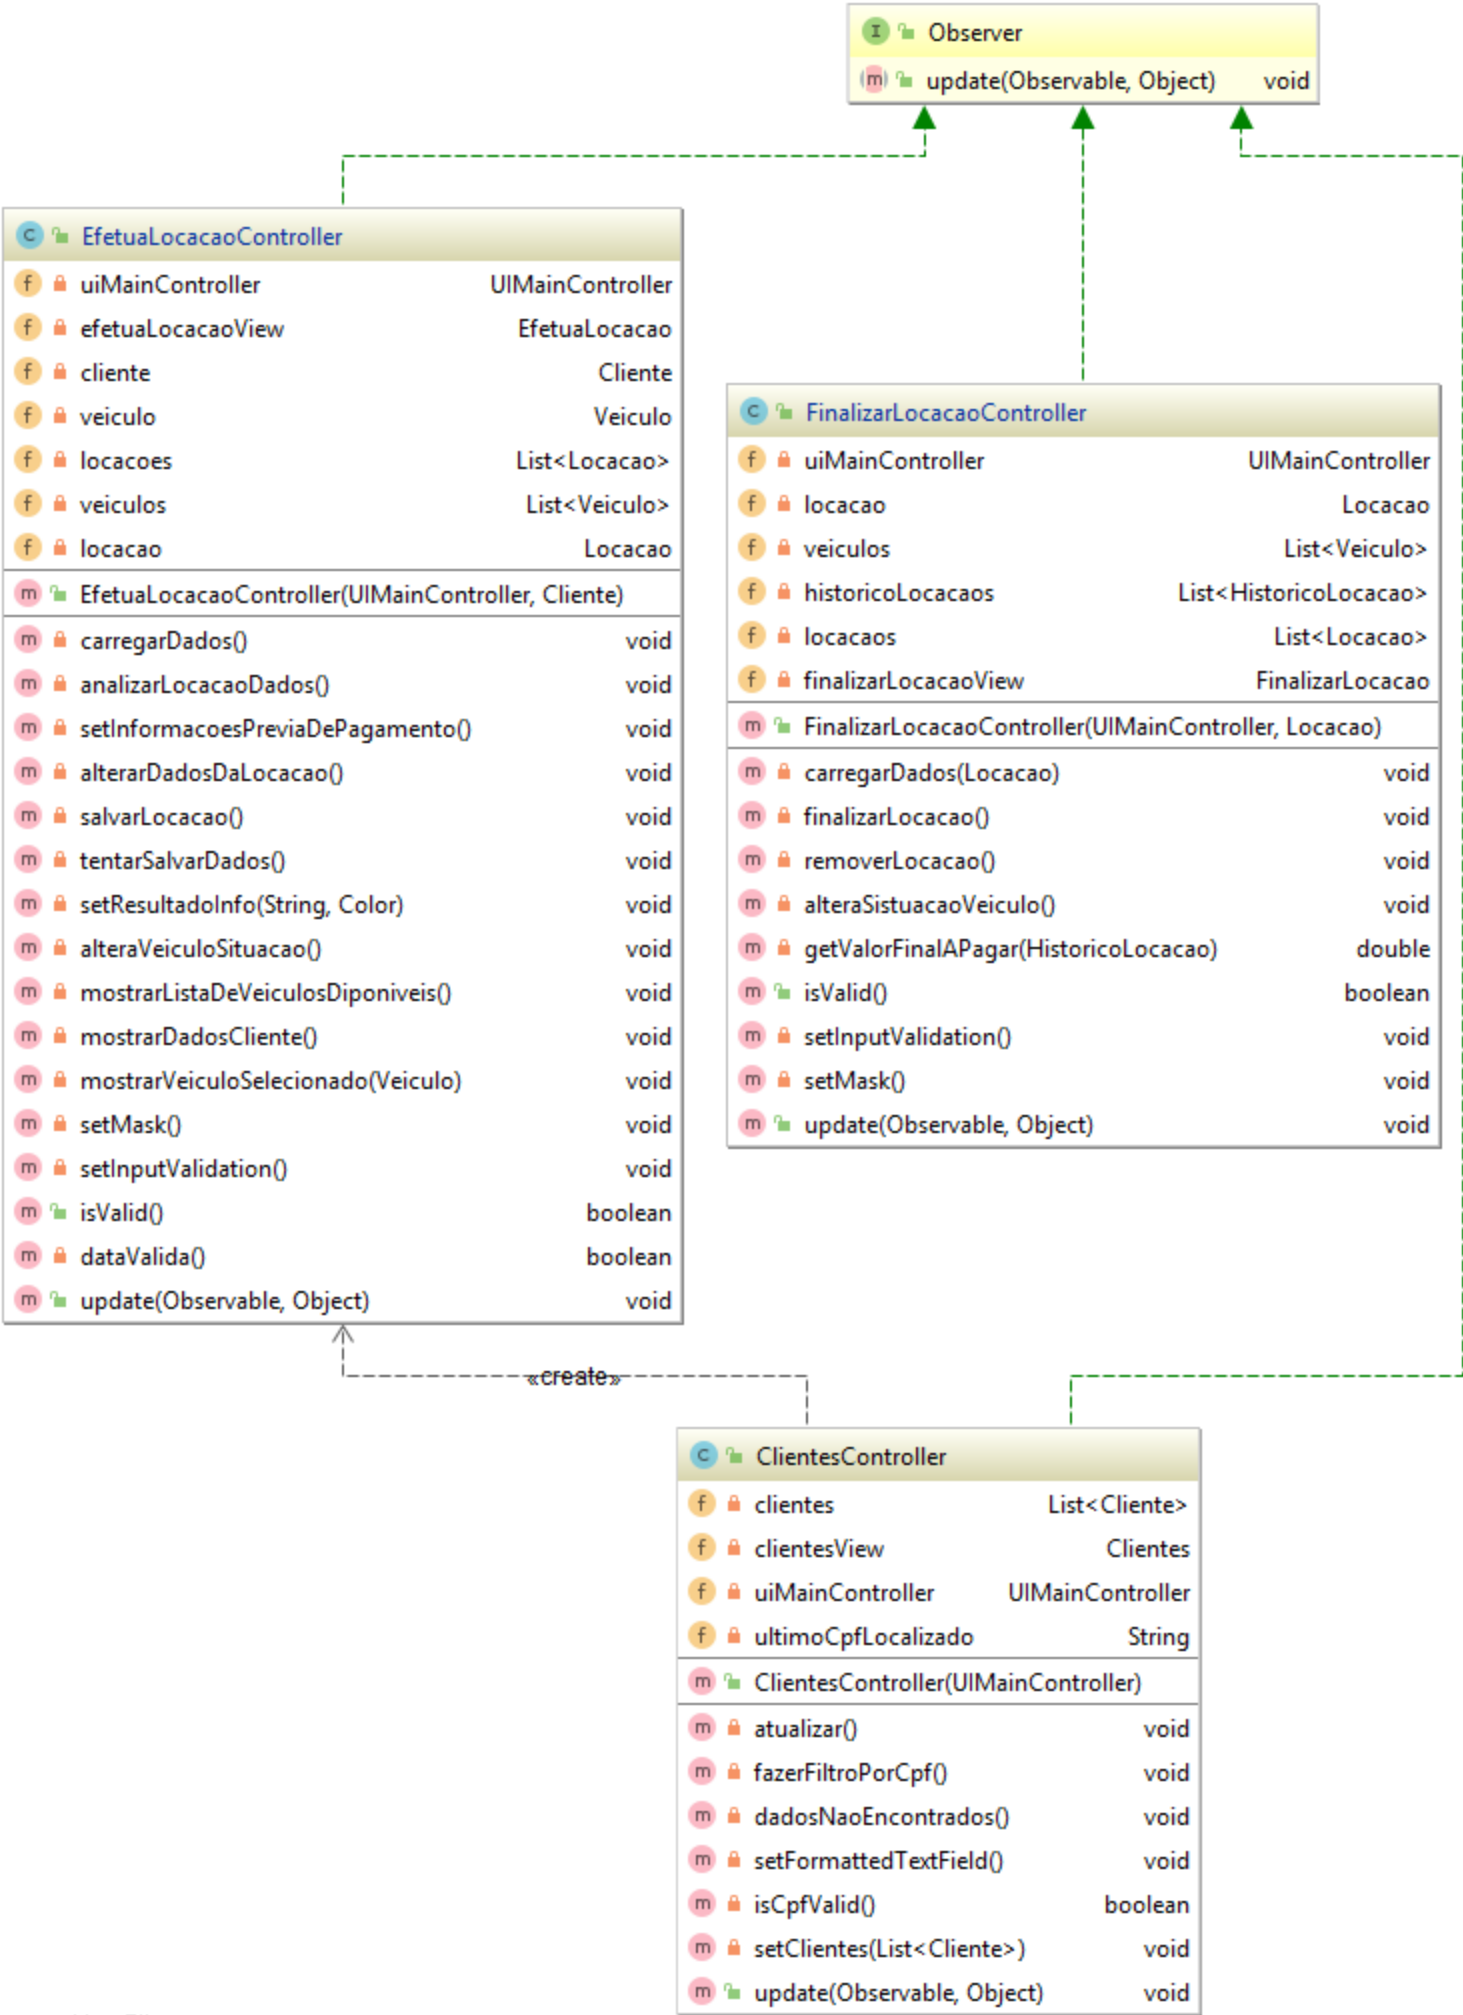 Observer
update(Observable, Object) void
EfetuaLocacaoController
uiMainController UIMainController
efetuaLocacaoView EfetuaLocacao
cliente Cliente
veiculo Veiculo
locacoes List<Locacao>
veiculos List<Veiculo>
locacao Locacao
EfetuaLocacaoController(UIMainController, Cliente)
carregarDados() void
analizarLocacaoDados() void
setInformacoesPreviaDePagamento() void
alterarDadosDaLocacao() void
salvarLocacao() void
tentarSalvarDados() void
setResultadoInfo(String, Color) void
alteraVeiculoSituacao() void
mostrarListaDeVeiculosDiponiveis() void
mostrarDadosCliente() void
mostrarVeiculoSelecionado(Veiculo) void
setMask() void
setInputValidation() void
isValid() boolean
dataValida() boolean
update(Observable, Object) void
FinalizarLocacaoController
uiMainController UIMainController
locacao Locacao
veiculos List<Veiculo>
historicoLocacaos List<HistoricoLocacao>
locacaos List<Locacao>
finalizarLocacaoView FinalizarLocacao
FinalizarLocacaoController(UIMainController, Locacao)
carregarDados(Locacao) void
finalizarLocacao() void
removerLocacao() void
alteraSistuacaoVeiculo() void
getValorFinalAPagar(HistoricoLocacao) double
isValid() boolean
setInputValidation() void
setMask() void
update(Observable, Object) void
«create»
ClientesController
clientes List<Cliente>
clientesView Clientes
uiMainController UIMainController
ultimoCpfLocalizado String
ClientesController(UIMainController)
atualizar() void
fazerFiltroPorCpf() void
dadosNaoEncontrados() void
setFormattedTextField() void
isCpfValid() boolean
setClientes(List<Cliente>) void
update(Observable, Object) void